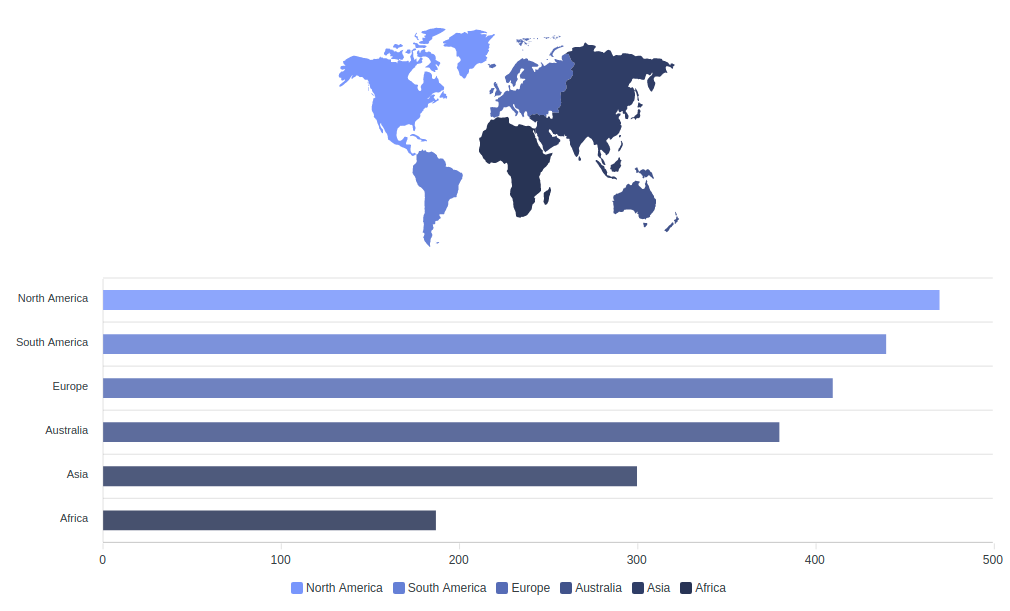 North America
South America
Europe
Australia
Asia
Africa
0 100 200 300 400 500
North America South America Europe Australia Asia Africa